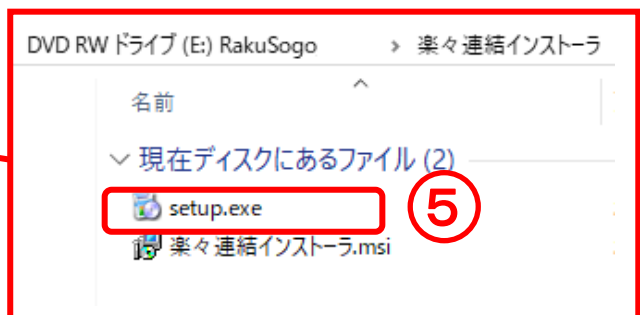 DVD RW ドライブ (E:) RakuSogo > 楽々連結インストーラ
名前
現在ディスクにあるファイル (2)
setup.exe
⑤
楽々連結インストーラ.msi